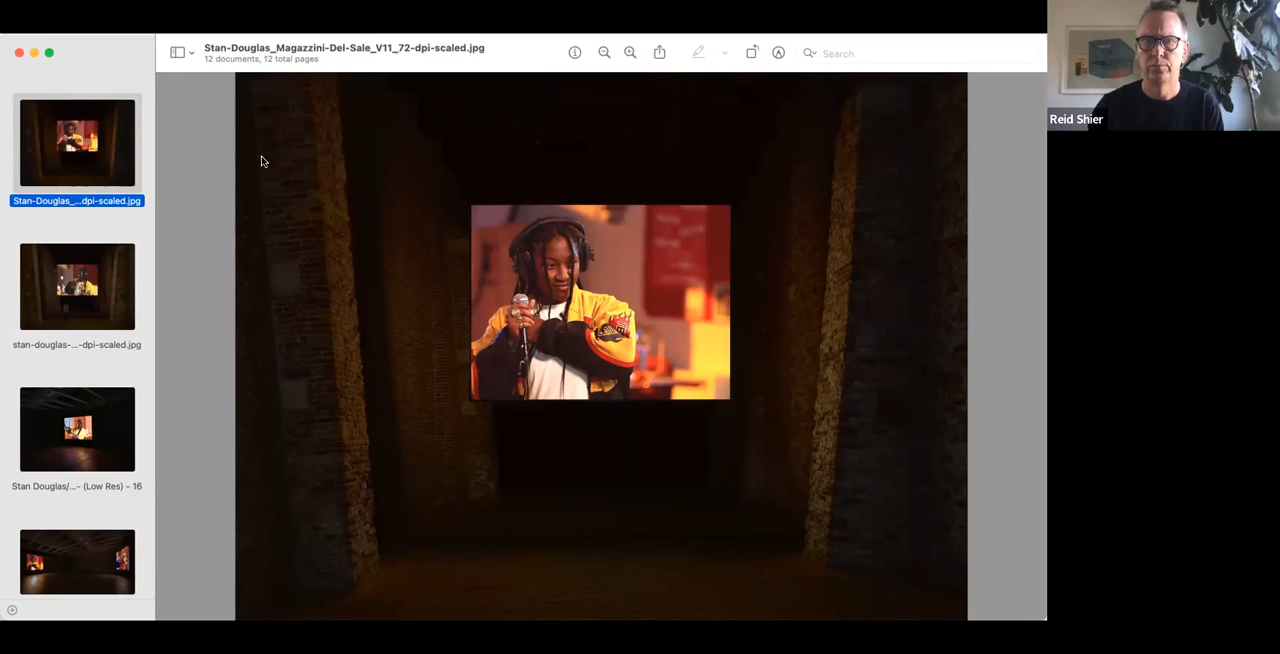 Stan-Douglas_Magazzini-Del-Sale_V11_72-dpi-scaled.jpg
12 documents, 12 total pages
Search
Reid Shier
Stan-Douglas_...dpi-scaled.jpg
stan-douglas-...-dpi-scaled.jpg
Stan Douglas/...- (Low Res) - 16